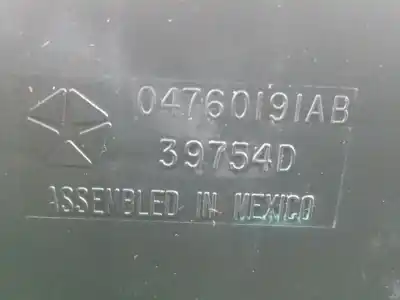 04760191AB
39754D
ASSEMBLED IN MEXICO